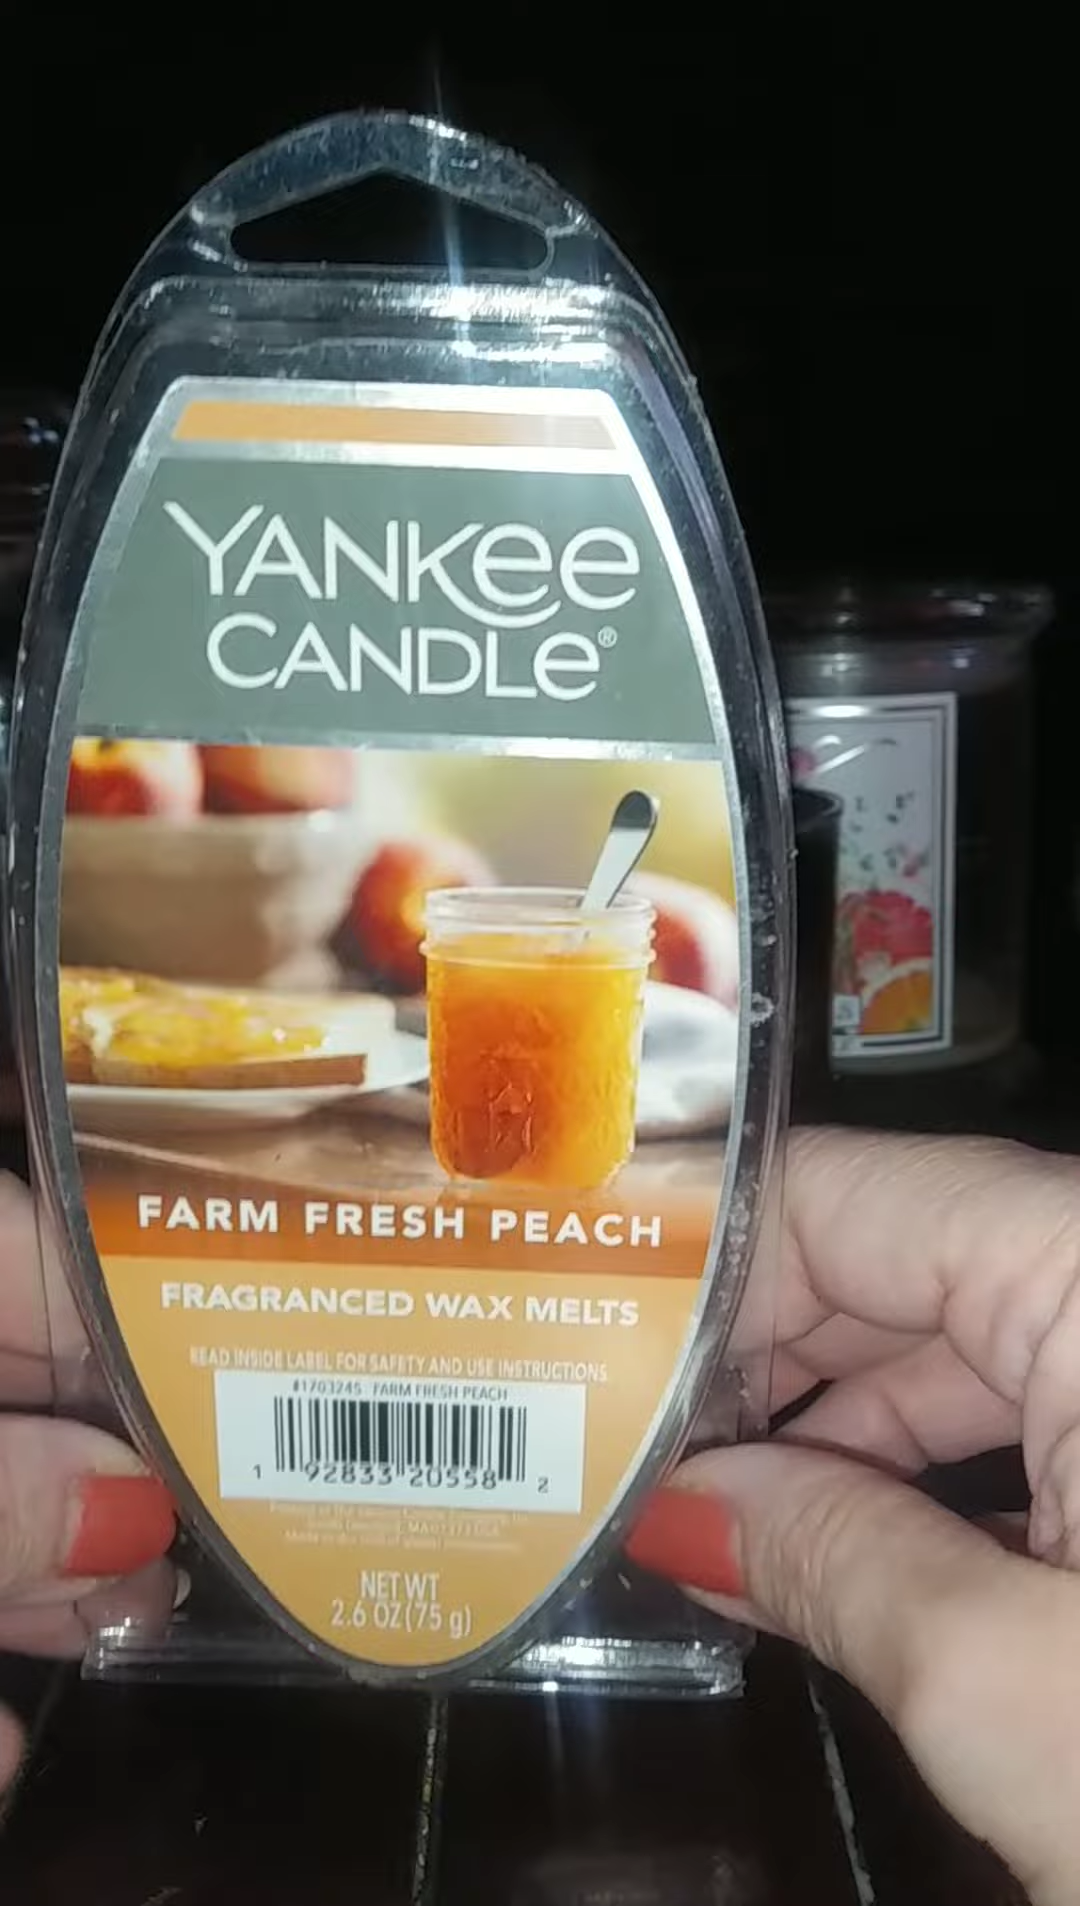 YANKEE
CANDLE®
FARM FRESH PEACH
FRAGRANCED WAX MELTS
READ INSIDE LABEL FOR SAFETY AND USE INSTRUCTIONS
#1703245 FARM FRESH PEACH
1 92833 20558 2
NET WT
2.6 OZ (75 g)